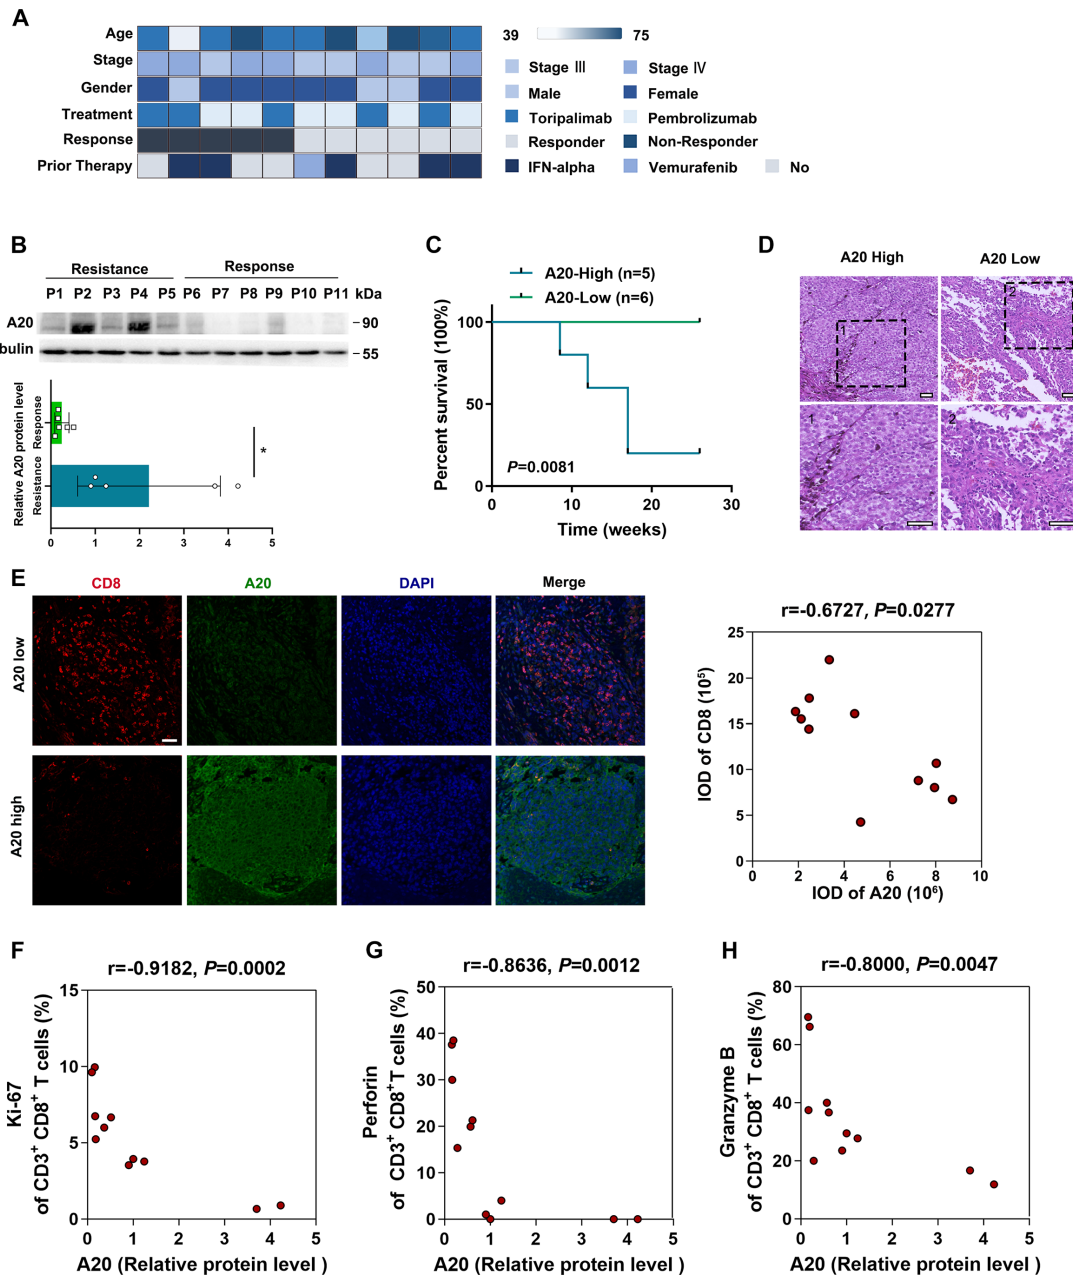 A
Age
Stage
Gender
Treatment
Response
Prior Therapy
39 75
Stage III Stage IV
Male Female
Toripalimab Pembrolizumab
Responder Non-Responder
IFN-alpha Vemurafenib No
B
Resistance Response
P1 P2 P3 P4 P5 P6 P7 P8 P9 P10 P11 kDa
A20 90
bulin 55
Relative A20 protein level
Response
Resistance
*
0 1 2 3 4 5
C
A20-High (n=5)
A20-Low (n=6)
Percent survival (100%)
100
50
0
P=0.0081
0 10 20 30
Time (weeks)
D
A20 High A20 Low
1 2
1 2
E
CD8 A20 DAPI Merge
A20 low
A20 high
r=-0.6727, P=0.0277
IOD of CD8 (10⁵)
25
20
15
10
5
0
0 2 4 6 8 10
IOD of A20 (10⁶)
F
r=-0.9182, P=0.0002
Ki-67
of CD3⁺ CD8⁺ T cells (%)
15
10
5
0
0 1 2 3 4 5
A20 (Relative protein level )
G
r=-0.8636, P=0.0012
Perforin
of CD3⁺ CD8⁺T cells (%)
50
40
30
20
10
0
0 1 2 3 4 5
A20 (Relative protein level )
H
r=-0.8000, P=0.0047
Granzyme B
of CD3⁺ CD8⁺ T cells (%)
80
60
40
20
0
0 1 2 3 4 5
A20 (Relative protein level )